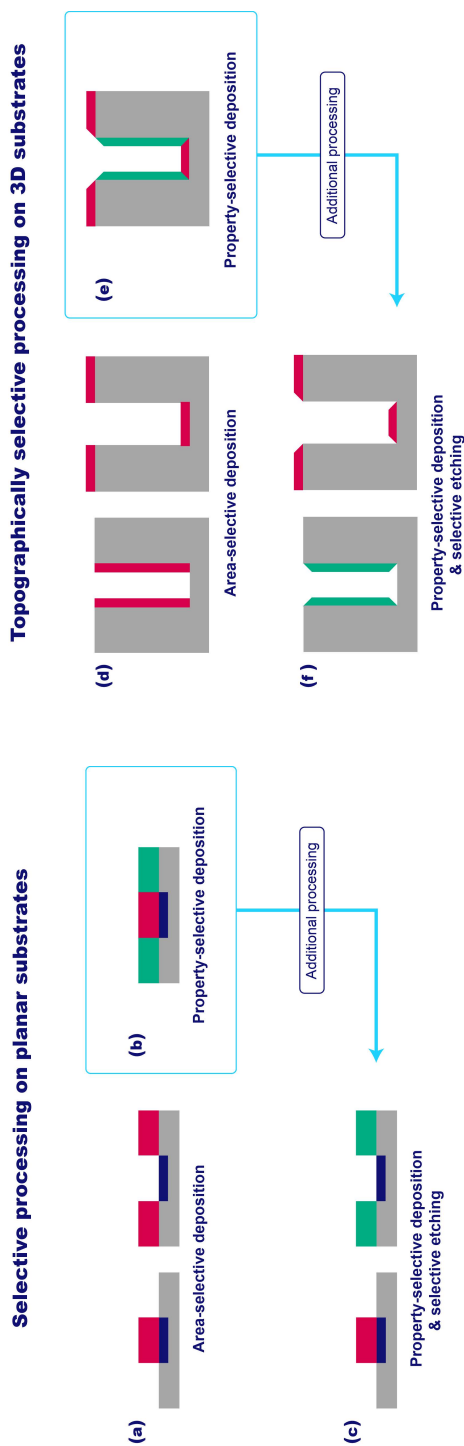 Selective processing on planar substrates
(a)
Area-selective deposition
(b)
Property-selective deposition
Additional processing
(c)
Property-selective deposition
& selective etching
Topographically selective processing on 3D substrates
(d)
Area-selective deposition
(e)
Property-selective deposition
Additional processing
(f)
Property-selective deposition
& selective etching